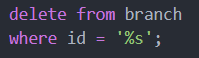 delete from branch
where id = '%s';